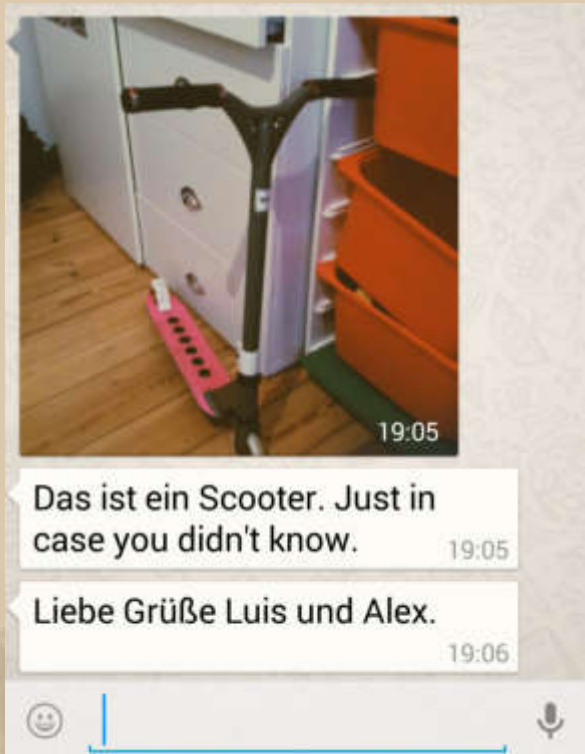 19:05
Das ist ein Scooter. Just in
case you didn't know.
19:05
Liebe Grüße Luis und Alex.
19:06